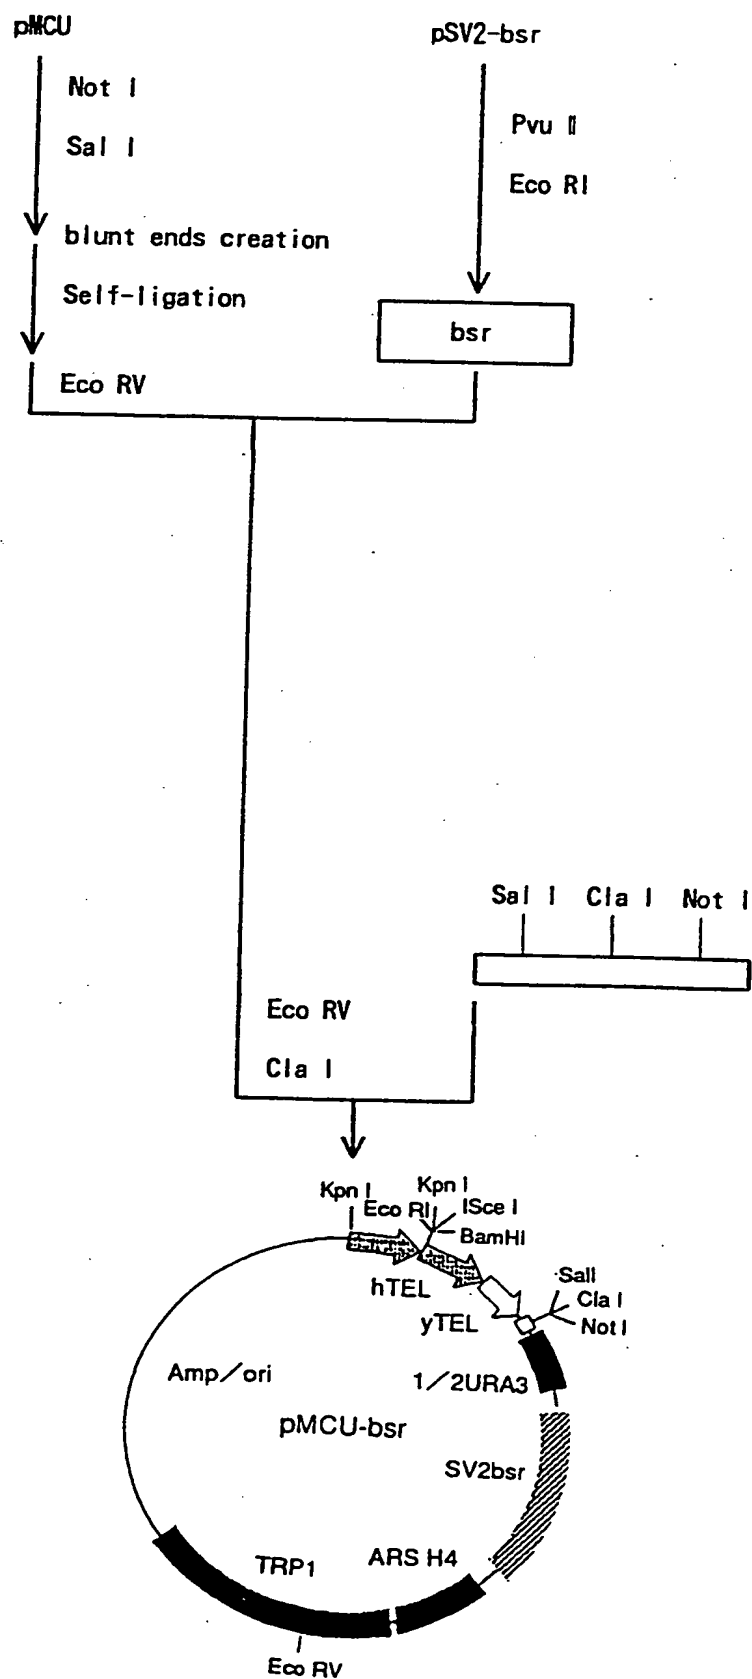 pMCU
pSV2-bsr
Not I
Sal I
Pvu II
Eco RI
blunt ends creation
Self-ligation
bsr
Eco RV
Sal I Cla I Not I
Eco RV
Cla I
Kpn I
Kpn I
Eco RI
ISce I
BamHI
hTEL
SalI
Cla I
Not I
yTEL
Amp/ori
1/2URA3
pMCU-bsr
SV2bsr
TRP1
ARS H4
Eco RV